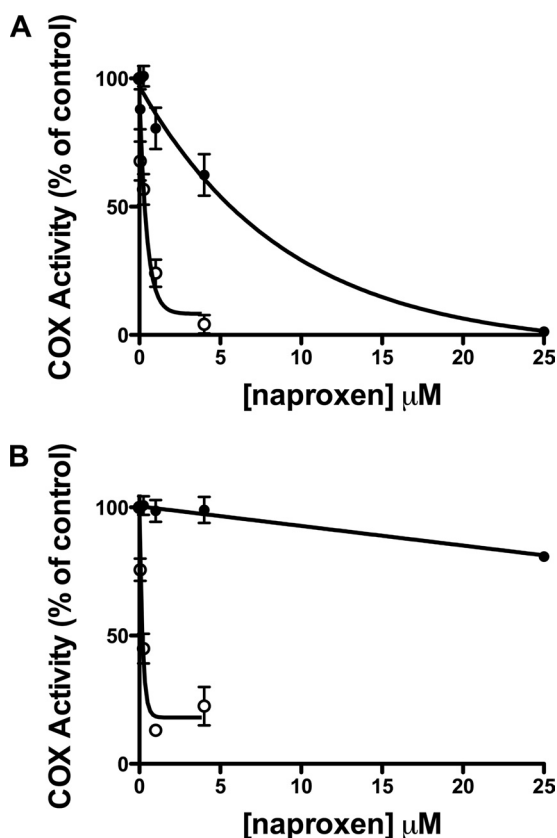 A
COX Activity (% of control)
100
50
0
0 5 10 15 20 25
[naproxen] μM
B
COX Activity (% of control)
100
50
0
0 5 10 15 20 25
[naproxen] μM